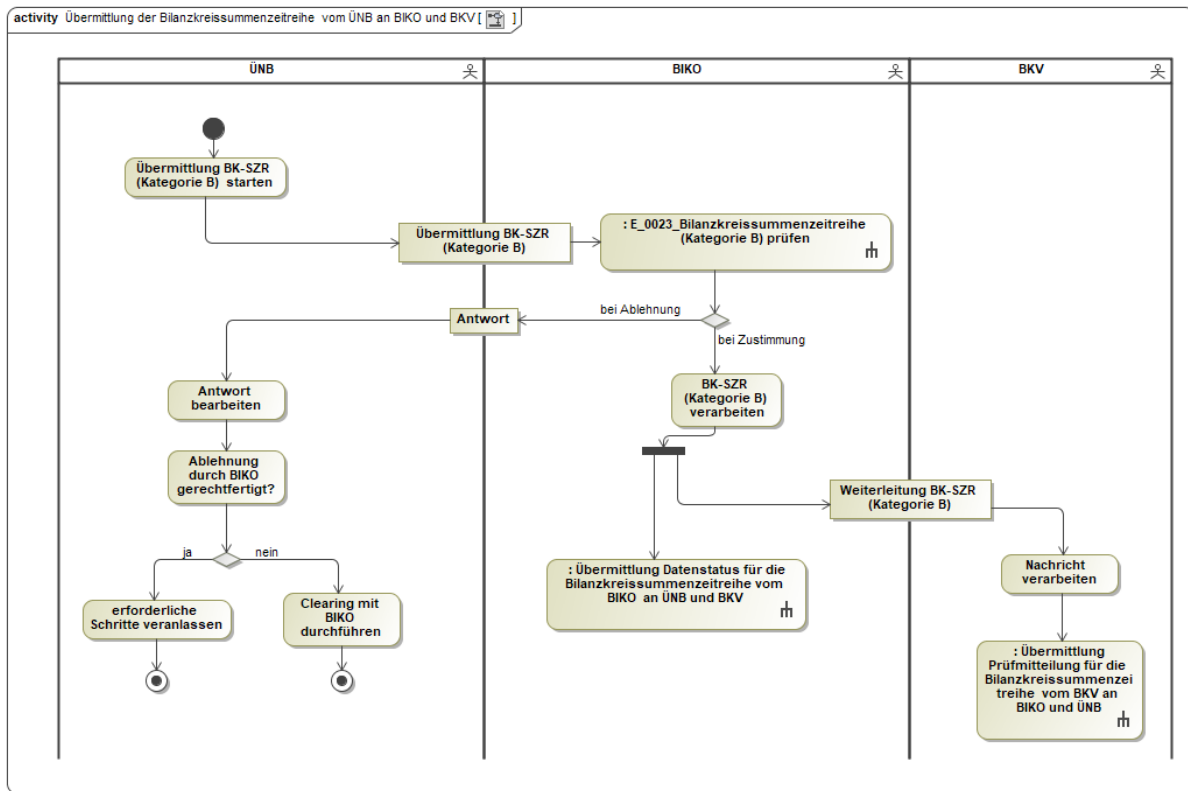 activity Übermittlung der Bilanzkreissummenzeitreihe vom ÜNB an BIKO und BKV [ ]
ÜNB
BIKO
BKV
Übermittlung BK-SZR
(Kategorie B) starten
Übermittlung BK-SZR
(Kategorie B)
: E_0023_Bilanzkreissummenzeitreihe
(Kategorie B) prüfen
Antwort
bei Ablehnung
bei Zustimmung
Antwort
bearbeiten
BK-SZR
(Kategorie B)
verarbeiten
Ablehnung
durch BIKO
gerechtfertigt?
Weiterleitung BK-SZR
(Kategorie B)
ja
nein
: Übermittlung Datenstatus für die
Bilanzkreissummenzeitreihe vom
BIKO an ÜNB und BKV
Nachricht
verarbeiten
erforderliche
Schritte veranlassen
Clearing mit
BIKO
durchführen
: Übermittlung
Prüfmitteilung für die
Bilanzkreissummenzei
treihe vom BKV an
BIKO und ÜNB